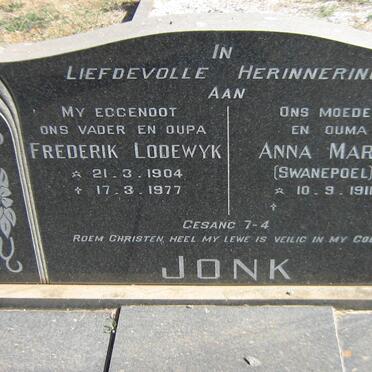 IN
LIEFDEVOLLE HERINNERING
AAN
MY EGGENOOT
ONS VADER EN OUPA
FREDERIK LODEWYK
* 21.3.1904
† 17.3.1977
ONS MOEDE
EN OUMA
ANNA MAR
(SWANEPOEL)
* 10.9.191
†
GESANG 7-4
ROEM CHRISTEN, HEEL MY LEWE IS VEILIG IN MY GO
JONK